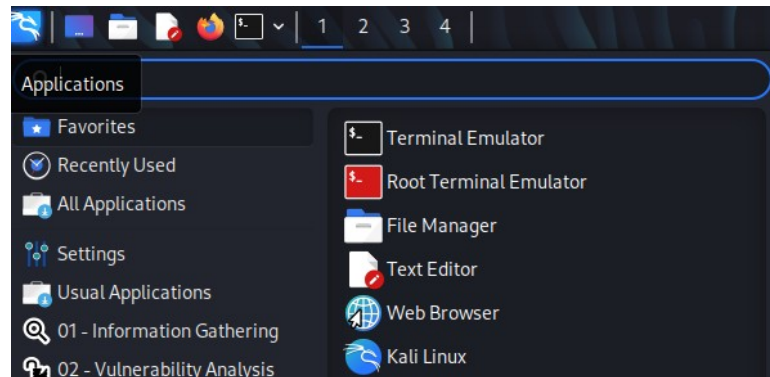 1 2 3 4
Applications
Favorites
Recently Used
All Applications
Settings
Usual Applications
01 - Information Gathering
02 - Vulnerability Analysis
$_ Terminal Emulator
$_ Root Terminal Emulator
File Manager
Text Editor
Web Browser
Kali Linux